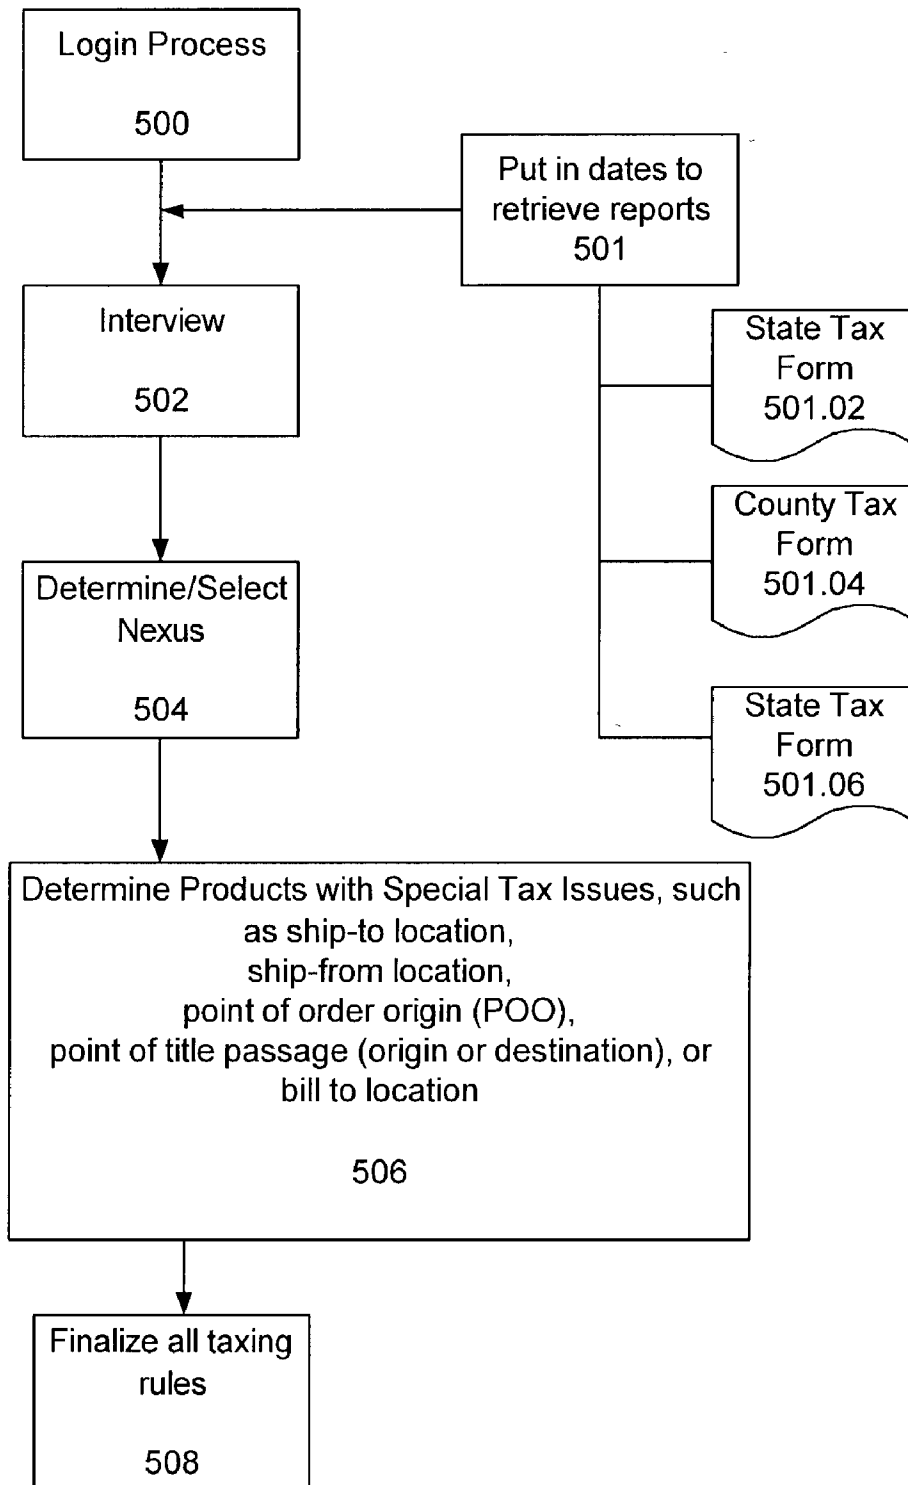 Login Process
500
Put in dates to
retrieve reports
501
Interview
502
State Tax
Form
501.02
County Tax
Form
501.04
Determine/Select
Nexus
504
State Tax
Form
501.06
Determine Products with Special Tax Issues, such
as ship-to location,
ship-from location,
point of order origin (POO),
point of title passage (origin or destination), or
bill to location
506
Finalize all taxing
rules
508